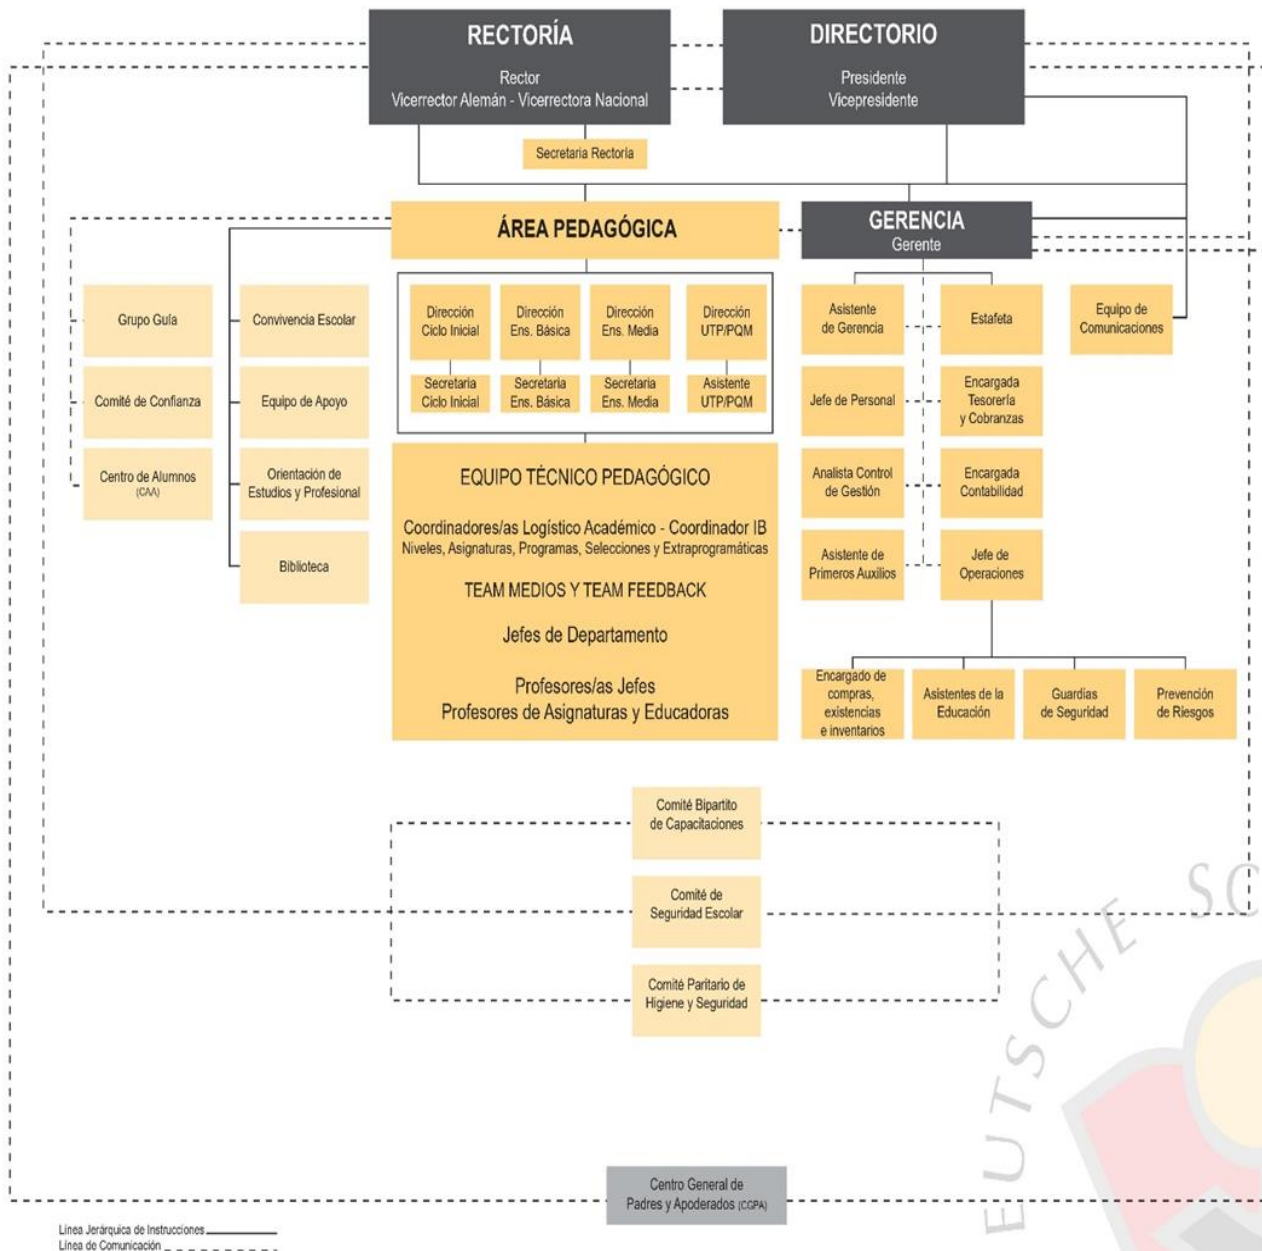 RECTORÍA
Rector
Vicerrector Alemán - Vicerrectora Nacional
DIRECTORIO
Presidente
Vicepresidente
Secretaria Rectoría
ÁREA PEDAGÓGICA
GERENCIA
Gerente
Grupo Guía
Comité de Confianza
Centro de Alumnos
(CAA)
Convivencia Escolar
Equipo de Apoyo
Orientación de
Estudios y Profesional
Biblioteca
Dirección
Ciclo Inicial
Dirección
Ens. Básica
Dirección
Ens. Media
Dirección
UTP/PQM
Secretaria
Ciclo Inicial
Secretaria
Ens. Básica
Secretaria
Ens. Media
Asistente
UTP/PQM
EQUIPO TÉCNICO PEDAGÓGICO
Coordinadores/as Logístico Académico - Coordinador IB
Niveles, Asignaturas, Programas, Selecciones y Extraprogramáticas
TEAM MEDIOS Y TEAM FEEDBACK
Jefes de Departamento
Profesores/as Jefes
Profesores de Asignaturas y Educadoras
Asistente
de Gerencia
Estafeta
Equipo de
Comunicaciones
Jefe de Personal
Encargada
Tesorería
y Cobranzas
Analista Control
de Gestión
Encargada
Contabilidad
Asistente de
Primeros Auxilios
Jefe de
Operaciones
Encargado de
compras,
existencias
e inventarios
Asistentes de la
Educación
Guardias
de Seguridad
Prevención
de Riesgos
Comité Bipartito
de Capacitaciones
Comité de
Seguridad Escolar
Comité Paritario de
Higiene y Seguridad
EUTSCHE SC
Centro General de
Padres y Apoderados (CGPA)
Línea Jerárquica de Instrucciones
Línea de Comunicación